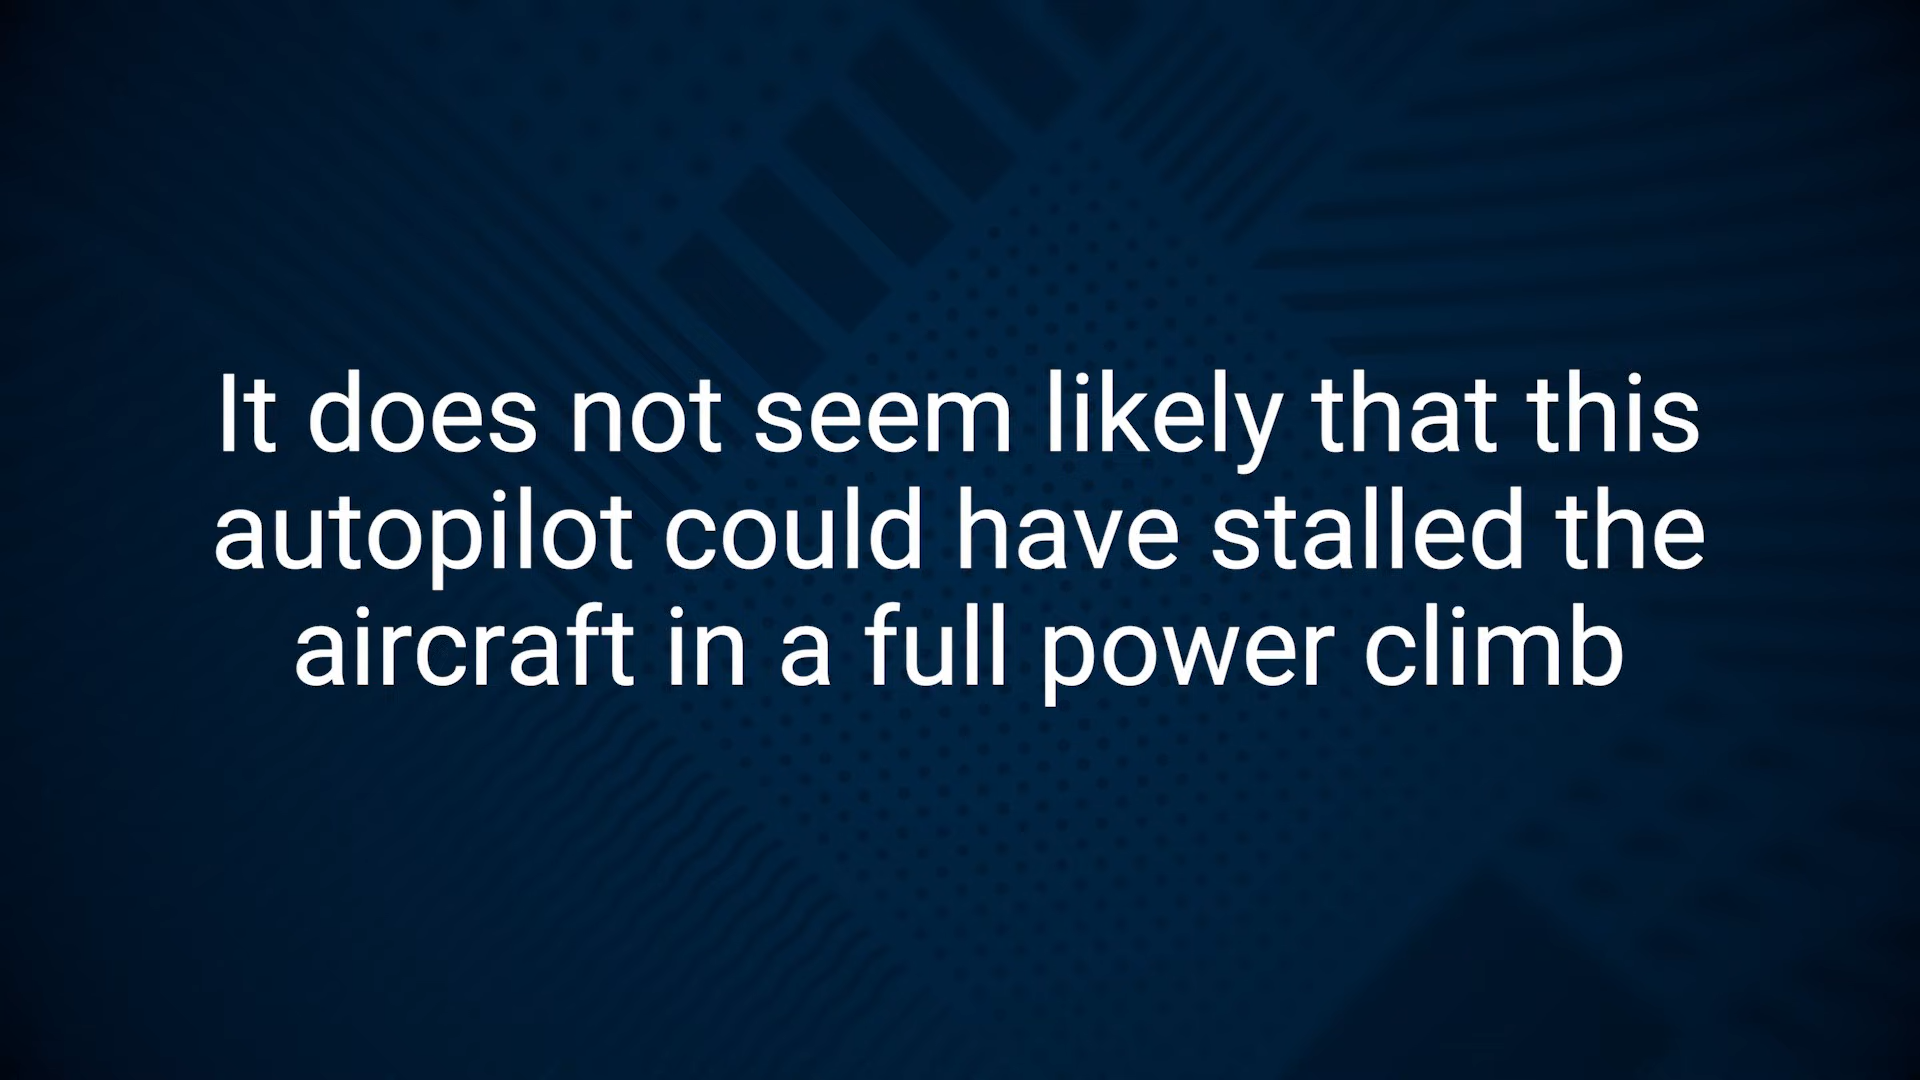 It does not seem likely that this
autopilot could have stalled the
aircraft in a full power climb